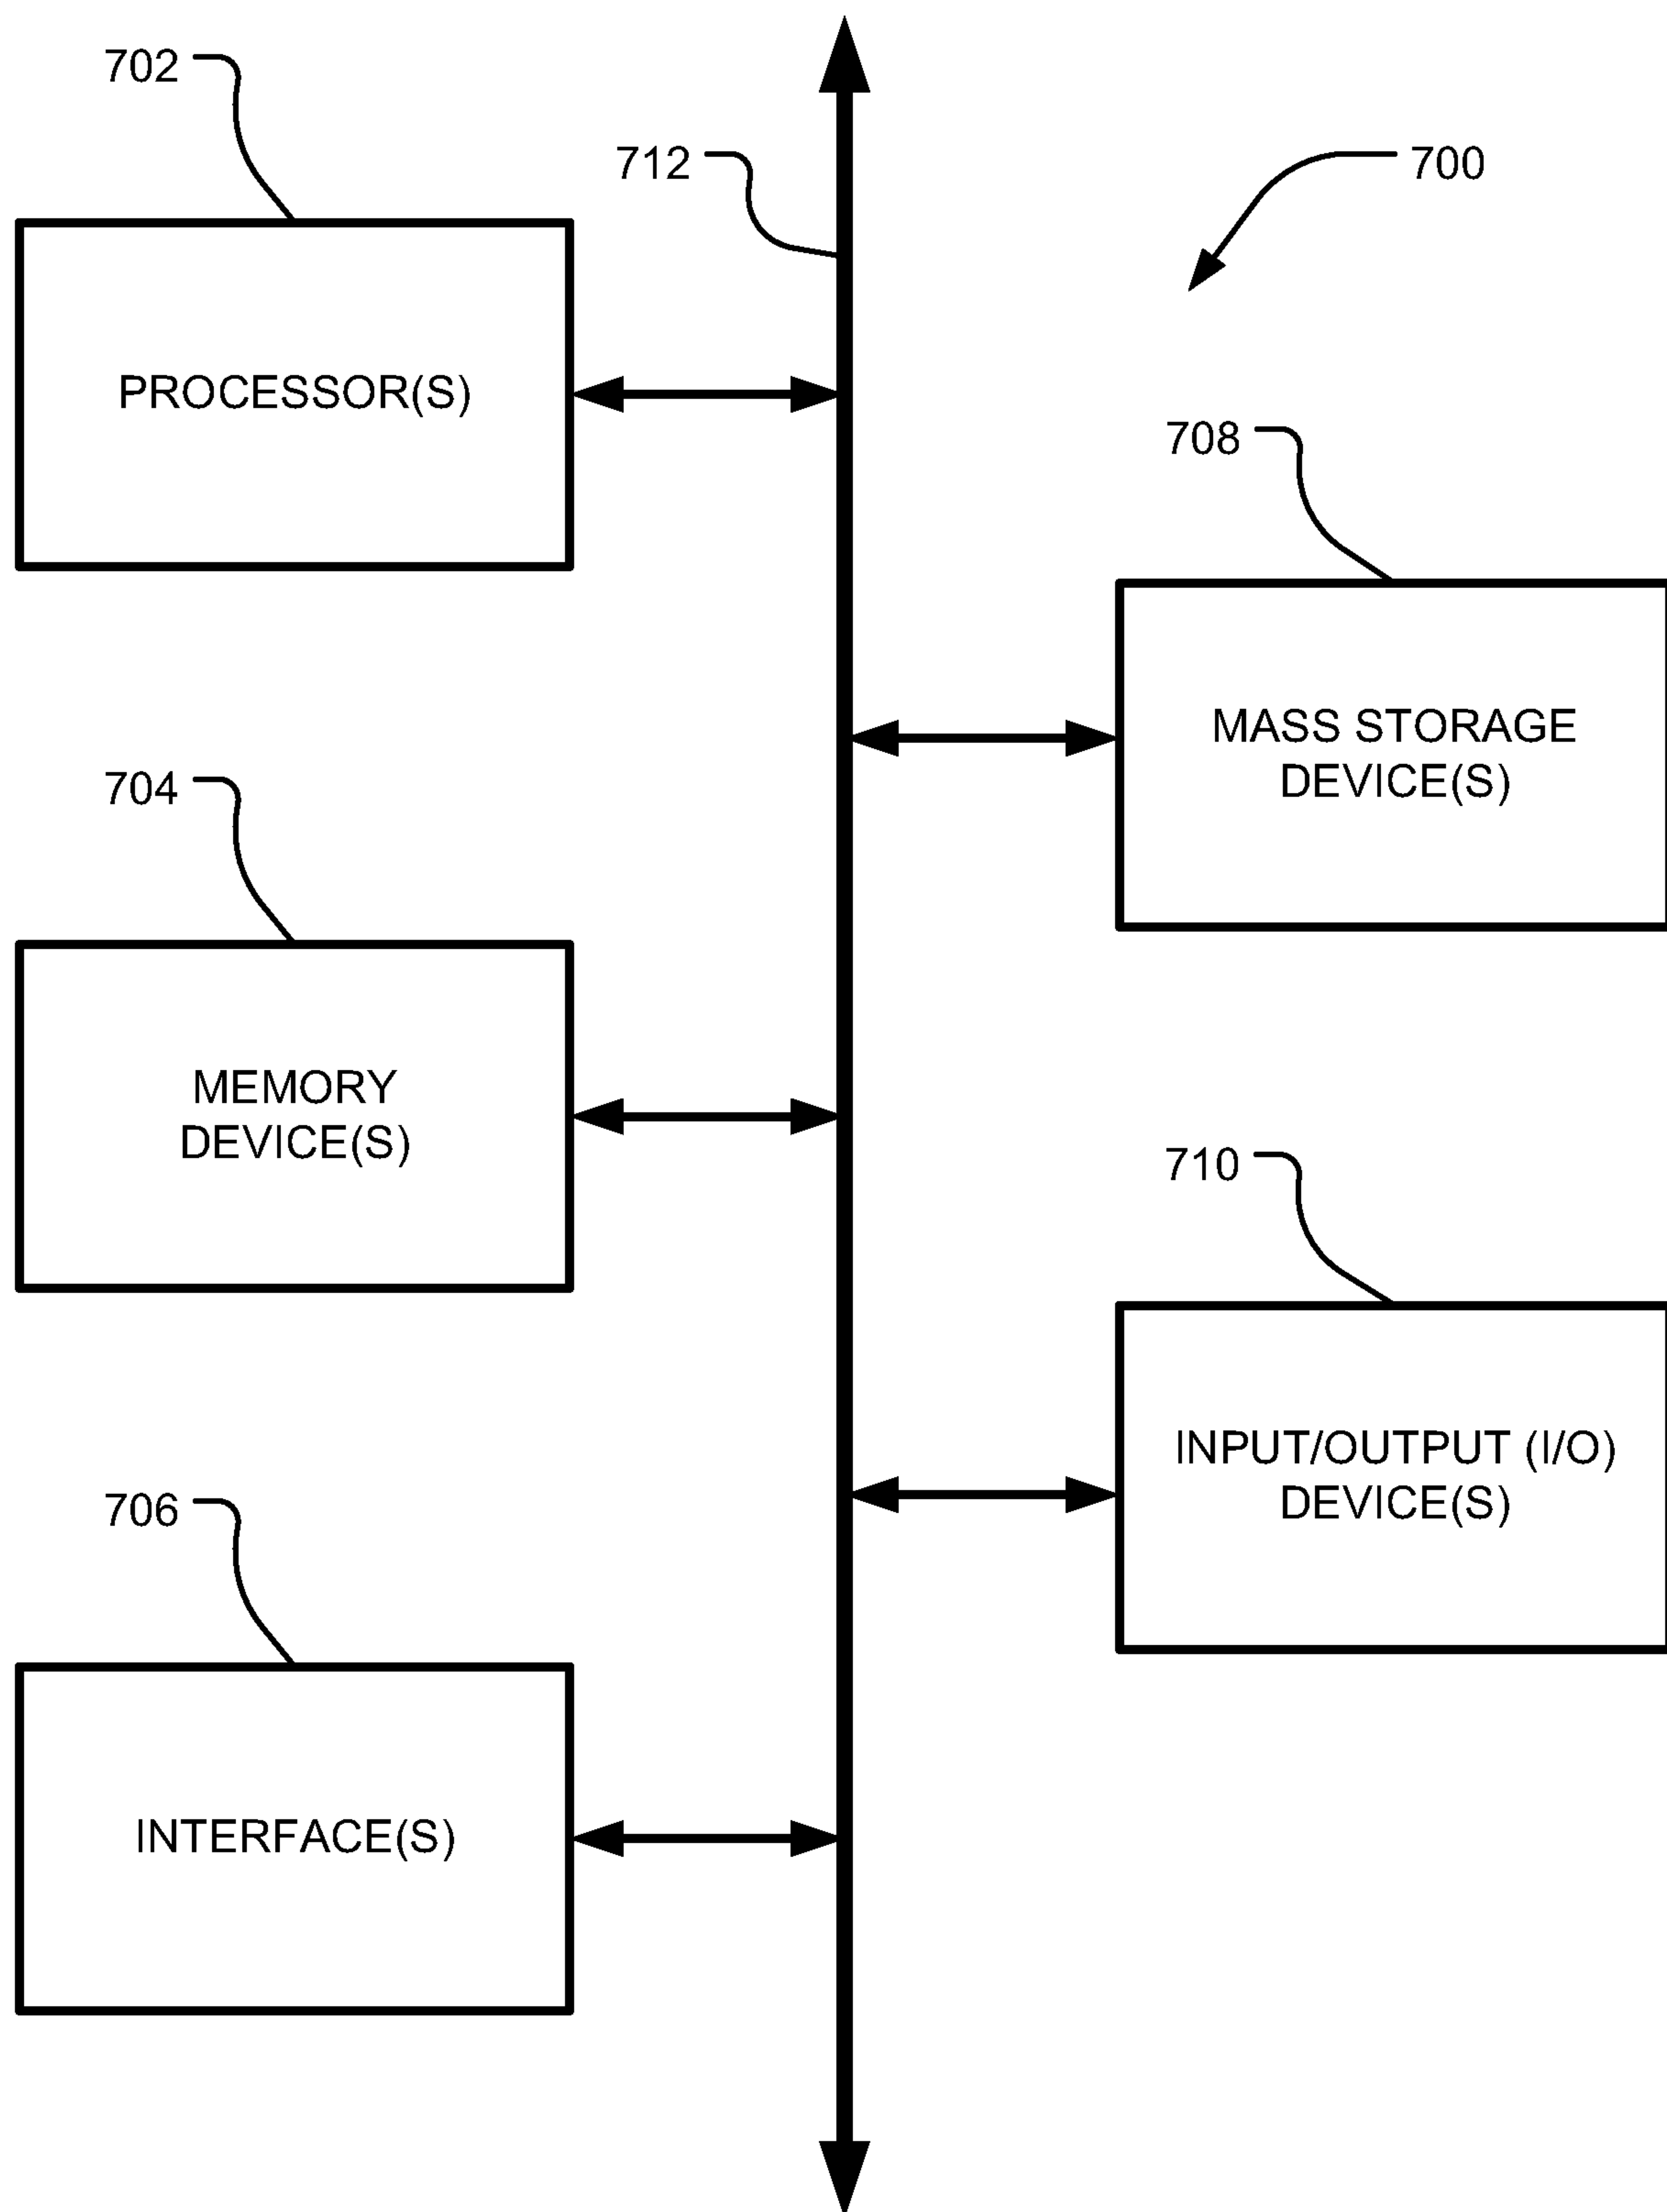 702
712
700
PROCESSOR(S)
708
MASS STORAGE
DEVICE(S)
704
MEMORY
DEVICE(S)
710
INPUT/OUTPUT (I/O)
DEVICE(S)
706
INTERFACE(S)